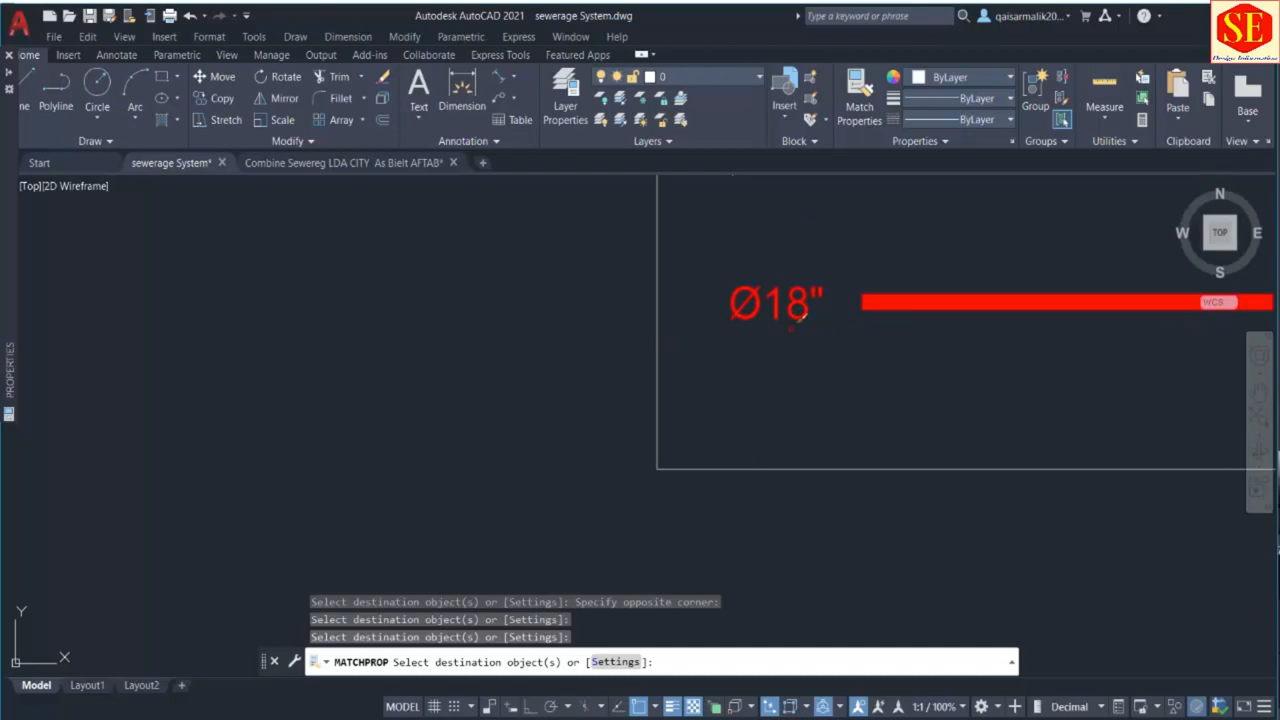 Autodesk AutoCAD 2021 sewerage System.dwg
Type a keyword or phrase
qaisarmalik20...
SE
Design Information
File Edit View Insert Format Tools Draw Dimension Modify Parametric Express Window Help
ome Insert Annotate Parametric View Manage Output Add-ins Collaborate Express Tools Featured Apps
Move Rotate Trim
0
ByLayer
ne Polyline Circle Arc
Copy Mirror Fillet
Text Dimension
Layer Properties
Insert
Match Properties
ByLayer
Group Measure Paste Base
Stretch Scale Array
Table
ByLayer
Draw Modify Annotation Layers Block Properties Groups Utilities Clipboard View
Start sewerage System* Combine Sewereg LDA CITY As Bielt AFTAB*
[Top][2D Wireframe]
N
W TOP E
S
WCS
Ø18"
PROPERTIES
Select destination object(s) or [Settings]: Specify opposite corner:
Select destination object(s) or [Settings]:
Select destination object(s) or [Settings]:
MATCHPROP Select destination object(s) or [Settings]:
Y
X
Model Layout1 Layout2
MODEL 1:1 / 100% Decimal